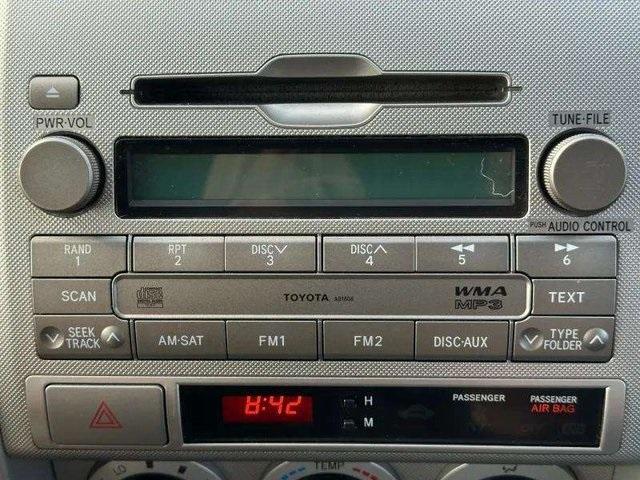 PWR·VOL
TUNE·FILE
PUSH AUDIO CONTROL
RAND 1
RPT 2
DISC 3
DISC 4
5
6
SCAN
TOYOTA
WMA
MP3
TEXT
SEEK
TRACK
AM·SAT
FM1
FM2
DISC·AUX
TYPE
FOLDER
8:42
H
M
PASSENGER
PASSENGER
AIR BAG
LO
TEMP